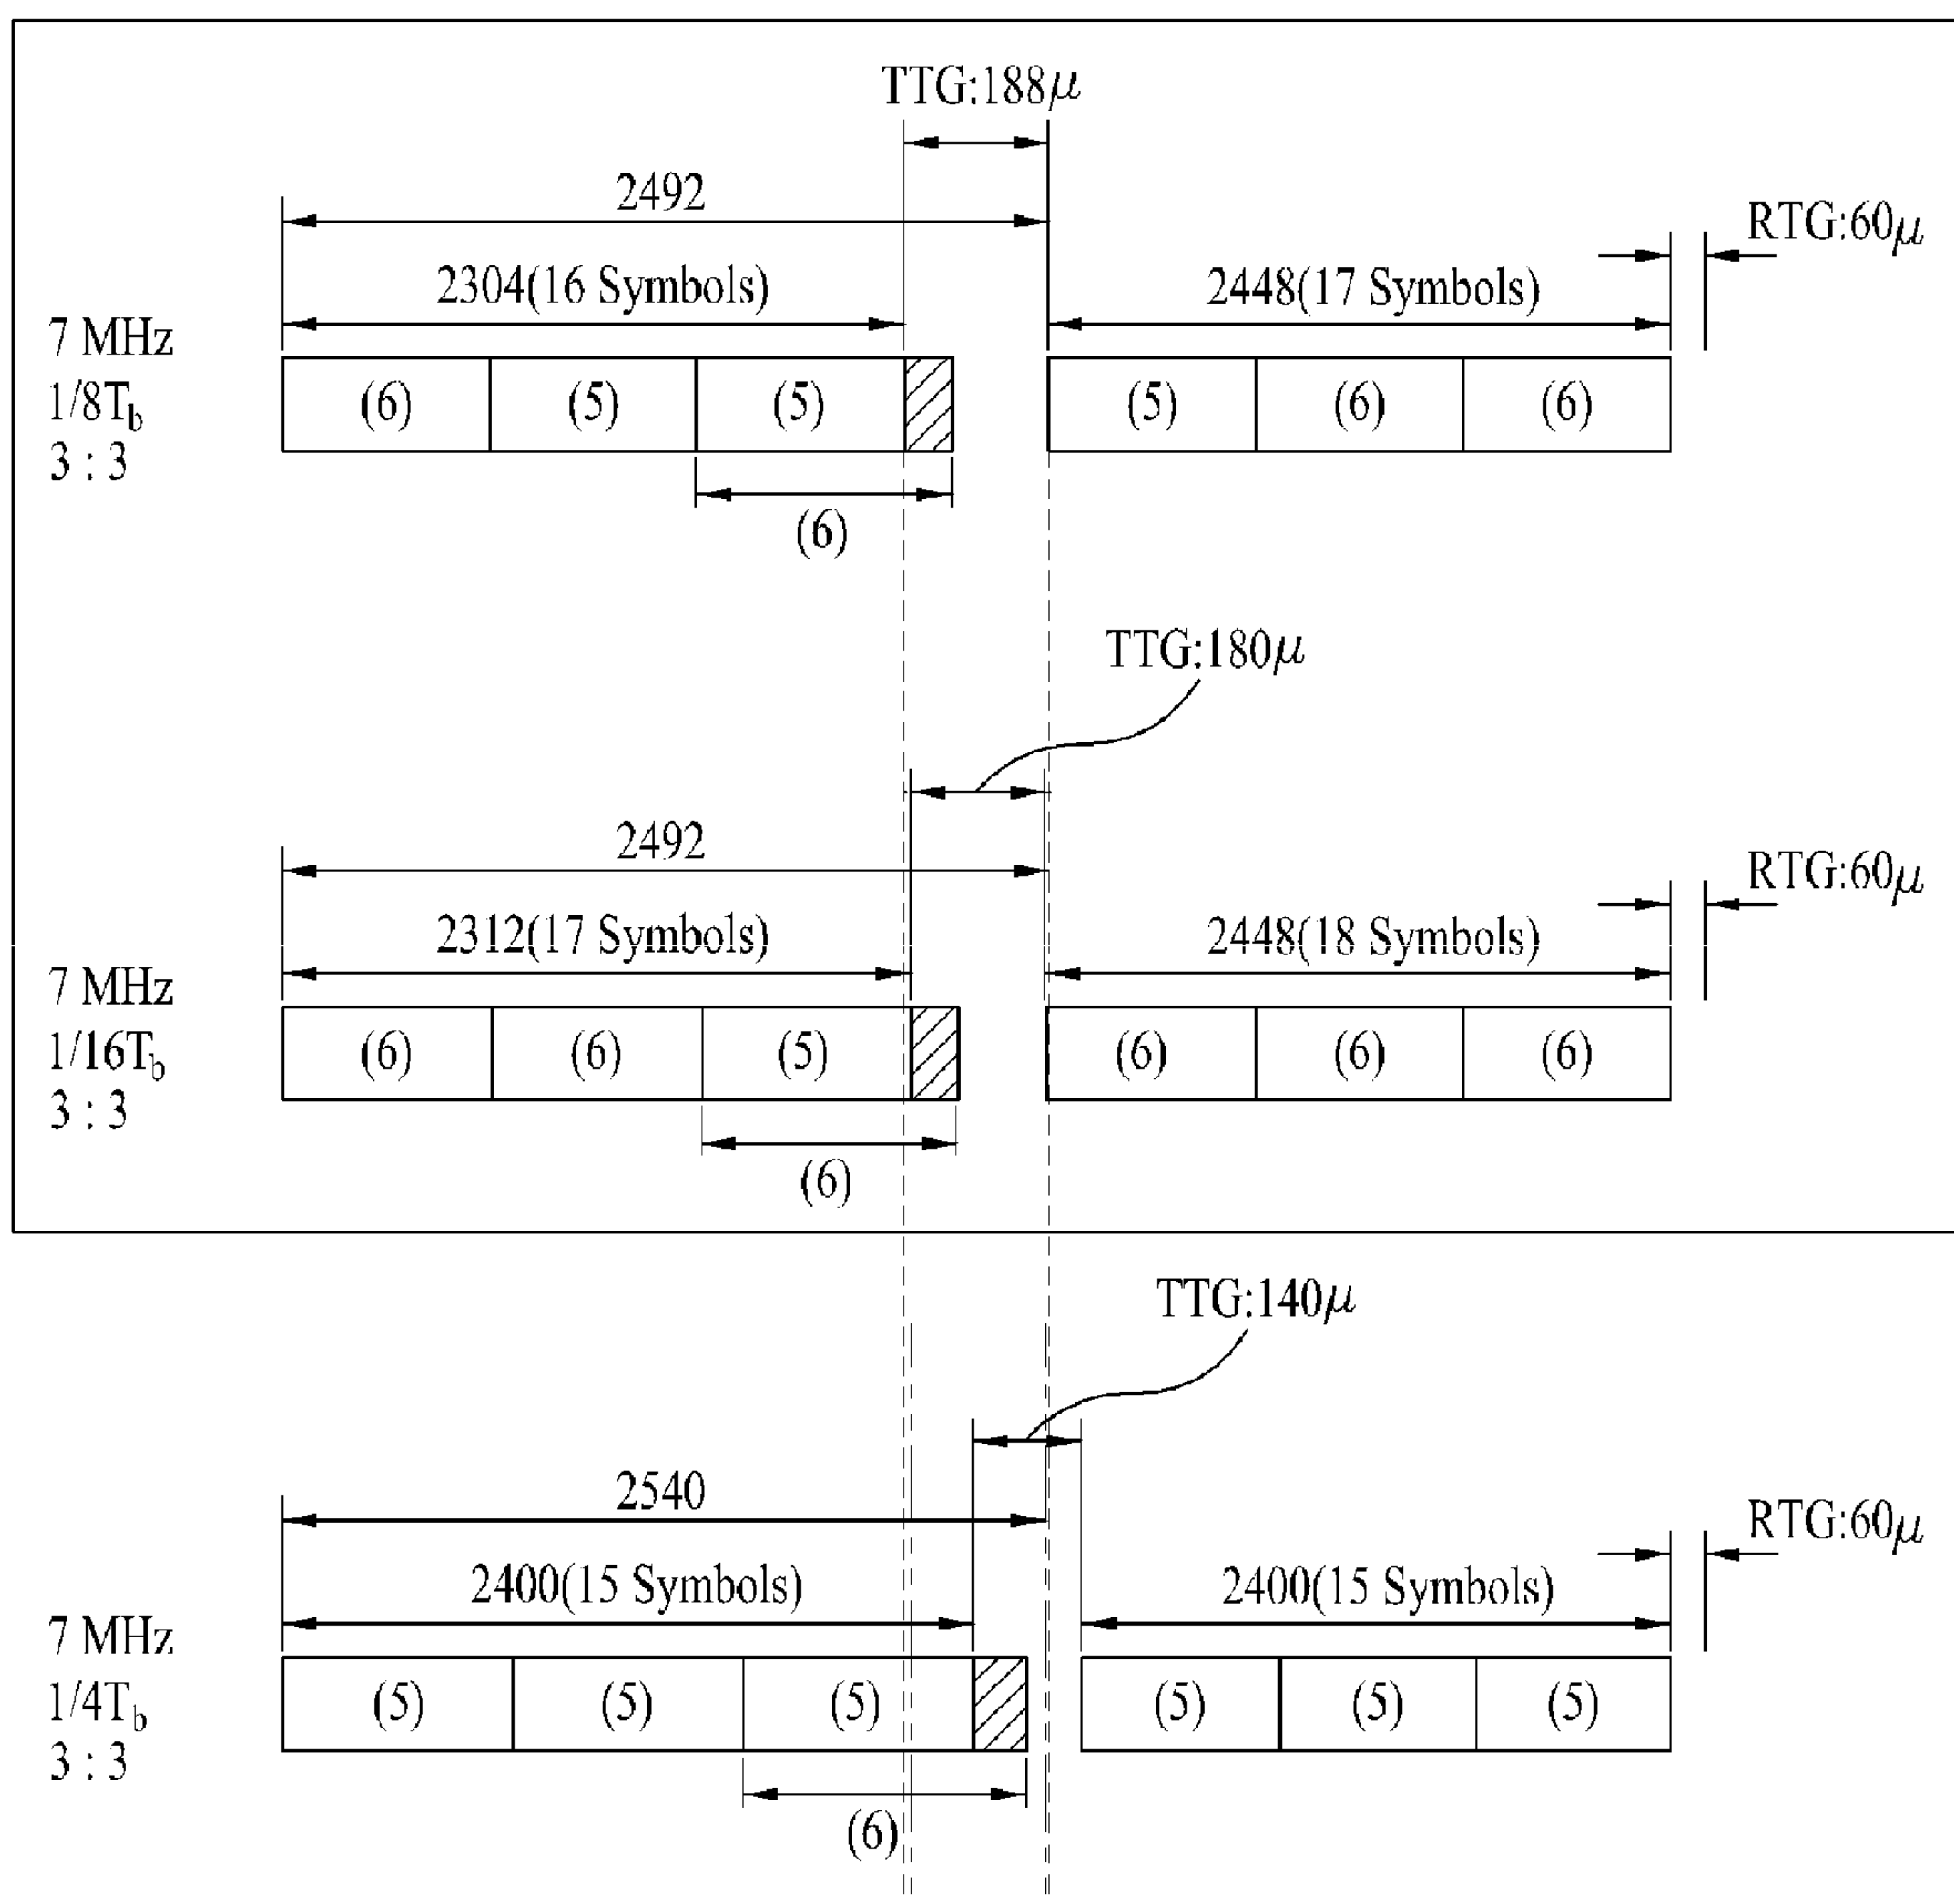 TTG:188μ
2492
RTG:60μ
2304(16 Symbols)
2448(17 Symbols)
7 MHz
1/8Tb
3 : 3
(6)
(5)
(5)
(5)
(6)
(6)
(6)
TTG:180μ
2492
RTG:60μ
2312(17 Symbols)
2448(18 Symbols)
7 MHz
1/16Tb
3 : 3
(6)
(6)
(5)
(6)
(6)
(6)
(6)
TTG:140μ
2540
RTG:60μ
2400(15 Symbols)
2400(15 Symbols)
7 MHz
1/4Tb
3 : 3
(5)
(5)
(5)
(5)
(5)
(5)
(6)